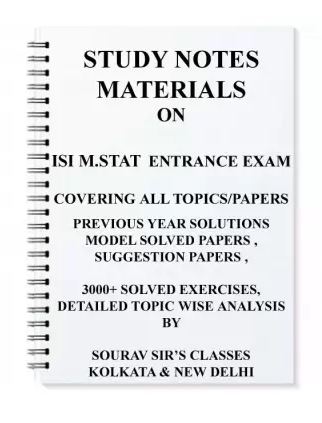 STUDY NOTES
MATERIALS
ON
ISI M.STAT ENTRANCE EXAM
COVERING ALL TOPICS/PAPERS
PREVIOUS YEAR SOLUTIONS
MODEL SOLVED PAPERS ,
SUGGESTION PAPERS ,
3000+ SOLVED EXERCISES,
DETAILED TOPIC WISE ANALYSIS
BY
SOURAV SIR'S CLASSES
KOLKATA & NEW DELHI